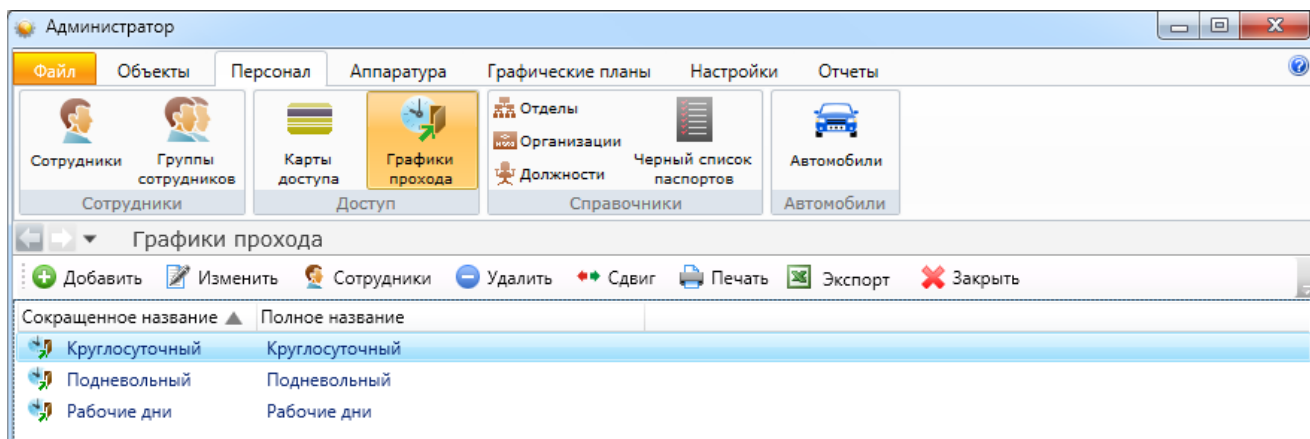 Администратор
Файл Объекты Персонал Аппаратура Графические планы Настройки Отчеты
Сотрудники
Группы
сотрудников
Сотрудники
Карты
доступа
Графики
прохода
Доступ
Отделы
Организации
Должности
Черный список
паспортов
Справочники
Автомобили
Автомобили
Графики прохода
Добавить Изменить Сотрудники Удалить Сдвиг Печать Экспорт Закрыть
Сокращенное название Полное название
Круглосуточный Круглосуточный
Подневольный Подневольный
Рабочие дни Рабочие дни